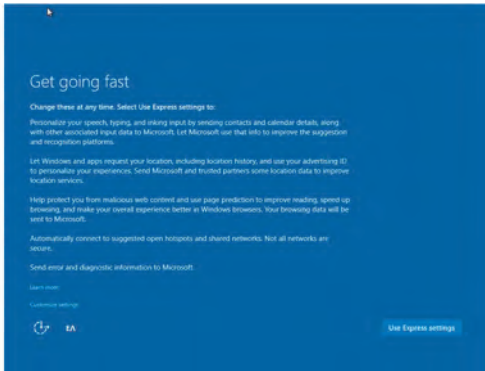 Get going fast
Change these at any time. Select Use Express settings to:
Personalize your speech, typing, and inking input by sending contacts and calendar details, along
with other associated input data to Microsoft. Let Microsoft use that info to improve the suggestion
and recognition platforms.
Let Windows and apps request your location, including location history, and use your advertising ID
to personalize your experiences. Send Microsoft and trusted partners some location data to improve
location services.
Help protect you from malicious web content and use page prediction to improve reading, speed up
browsing, and make your overall experience better in Windows browsers. Your browsing data will be
sent to Microsoft.
Automatically connect to suggested open hotspots and shared networks. Not all networks are
secure.
Send error and diagnostic information to Microsoft.
Learn more
Customize settings
ΕΛ
Use Express settings